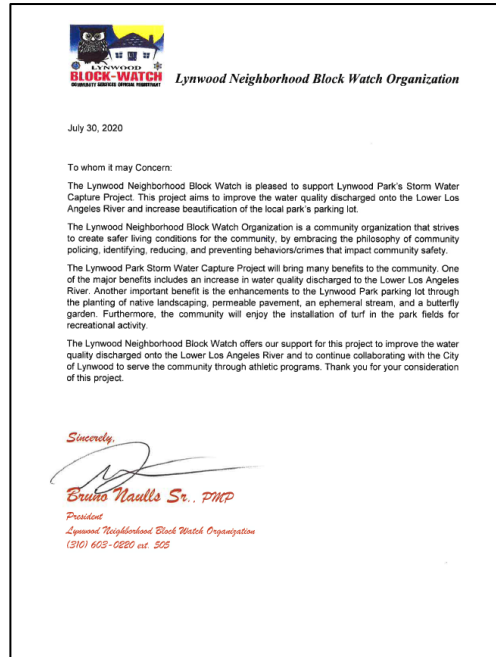 LYNWOOD
BLOCK-WATCH
Lynwood Neighborhood Block Watch Organization
July 30, 2020
To whom it may Concern:
The Lynwood Neighborhood Block Watch is pleased to support Lynwood Park's Storm Water
Capture Project. This project aims to improve the water quality discharged onto the Lower Los
Angeles River and increase beautification of the local park's parking lot.
The Lynwood Neighborhood Block Watch Organization is a community organization that strives
to create safer living conditions for the community, by embracing the philosophy of community
policing, identifying, reducing, and preventing behaviors/crimes that impact community safety.
The Lynwood Park Storm Water Capture Project will bring many benefits to the community. One
of the major benefits includes an increase in water quality discharged to the Lower Los Angeles
River. Another important benefit is the enhancements to the Lynwood Park parking lot through
the planting of native landscaping, permeable pavement, an ephemeral stream, and a butterfly
garden. Furthermore, the community will enjoy the installation of turf in the park fields for
recreational activity.
The Lynwood Neighborhood Block Watch offers our support for this project to improve the water
quality discharged onto the Lower Los Angeles River and to continue collaborating with the City
of Lynwood to serve the community through athletic programs. Thank you for your consideration
of this project.
Sincerely,
Bruno Naulls Sr., PMP
President
Lynwood Neighborhood Block Watch Organization
(310) 603-0220 ext. 505